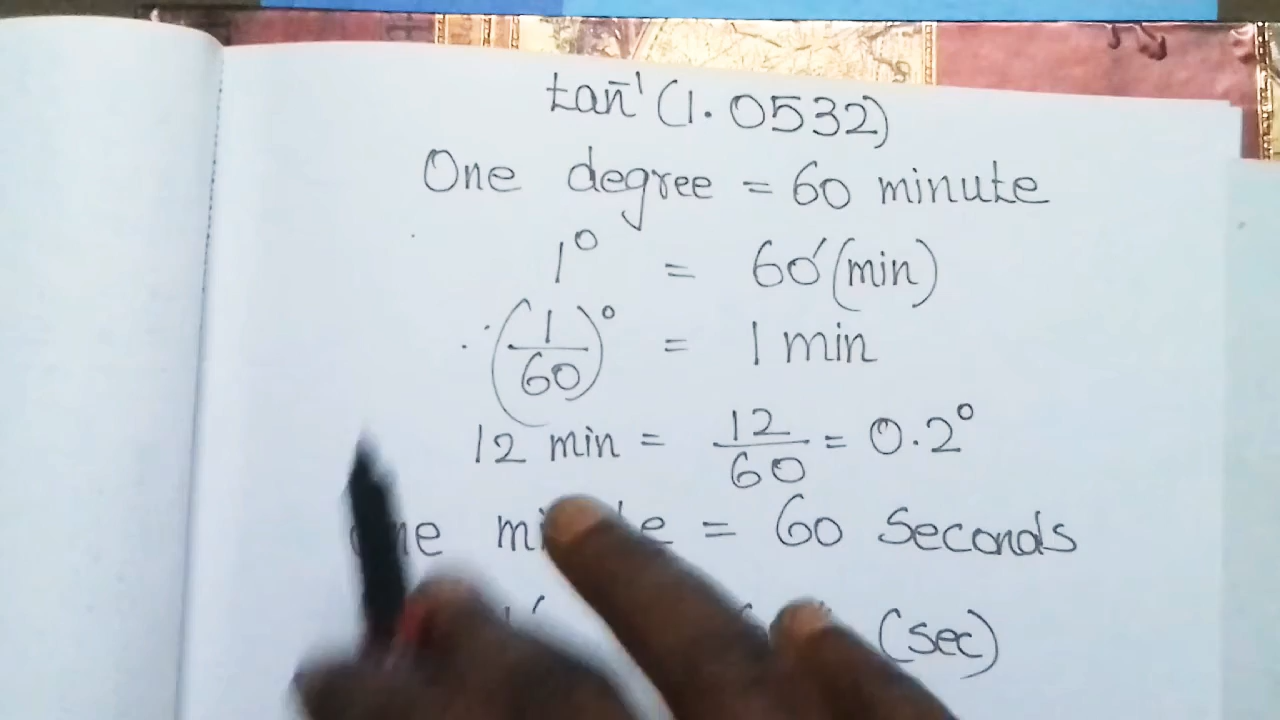 tan⁻¹(1.0532)
One degree = 60 minute
1° = 60′(min)
∴ (1/60)° = 1 min
12 min = 12/60 = 0.2°
= 60 Seconds
(sec)